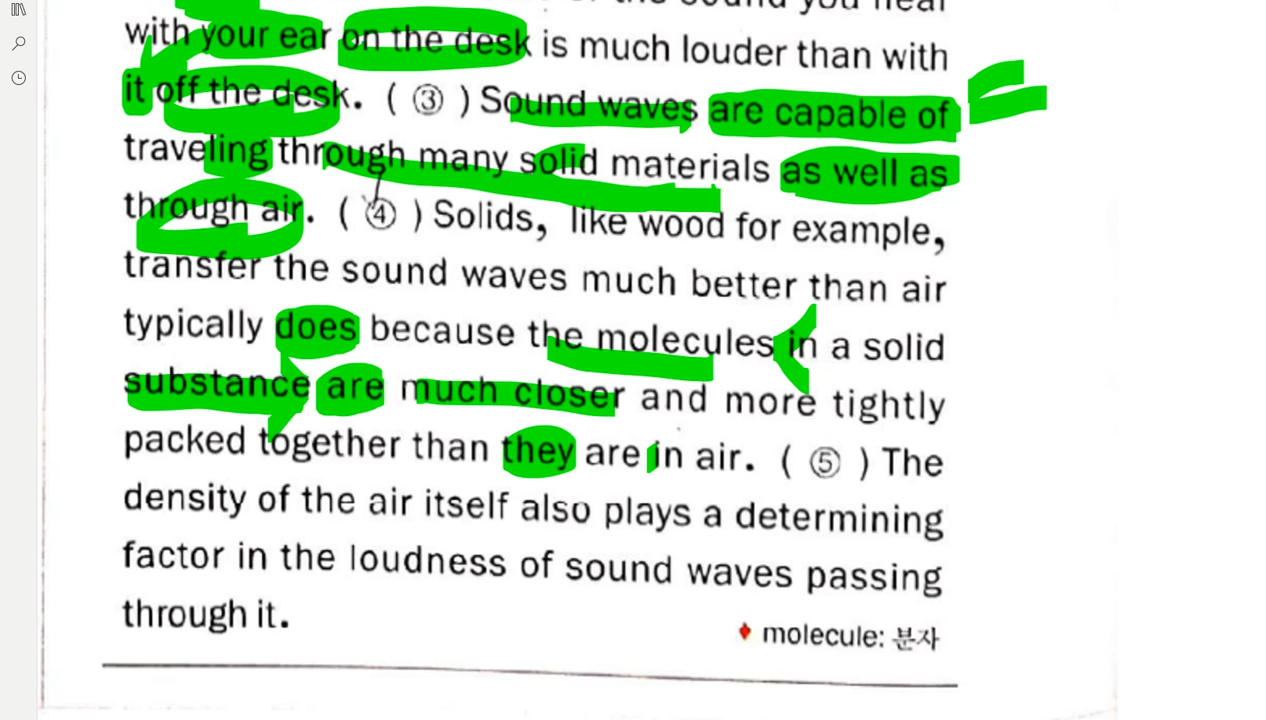 the sound you hear
with your ear on the desk is much louder than with
it off the desk. ( ③ ) Sound waves are capable of
traveling through many solid materials as well as
through air. ( ④ ) Solids, like wood for example,
transfer the sound waves much better than air
typically does because the molecules in a solid
substance are much closer and more tightly
packed together than they are in air. ( ⑤ ) The
density of the air itself also plays a determining
factor in the loudness of sound waves passing
through it.
♦ molecule: 분자